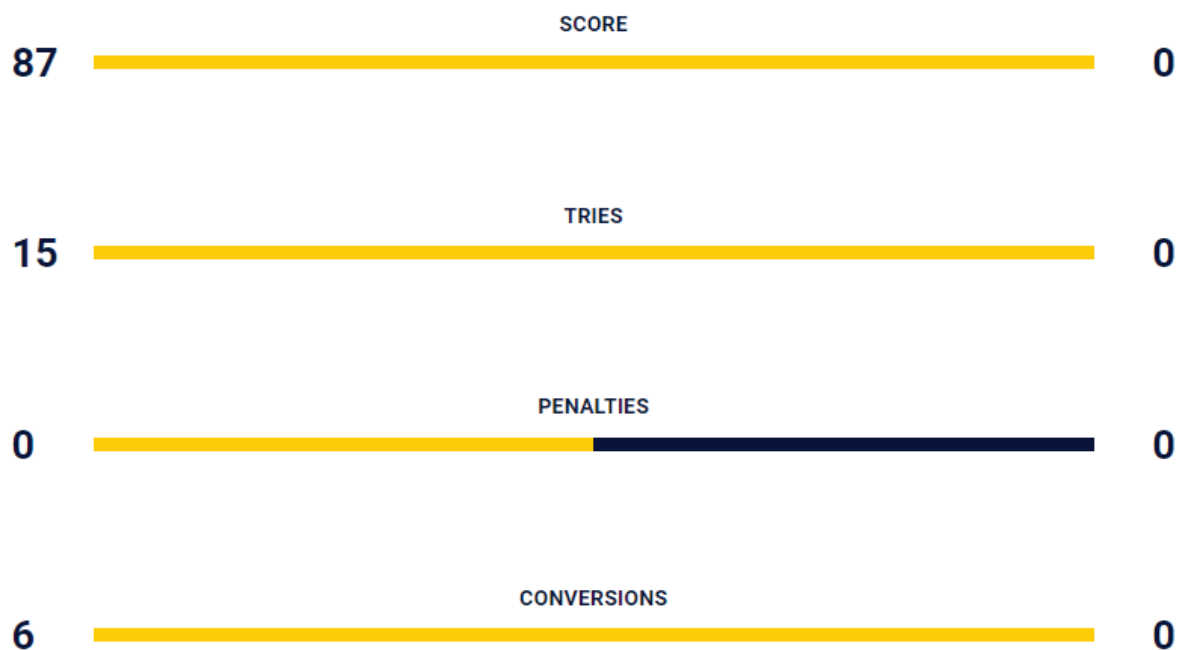 SCORE
87 0
TRIES
15 0
PENALTIES
0 0
CONVERSIONS
6 0